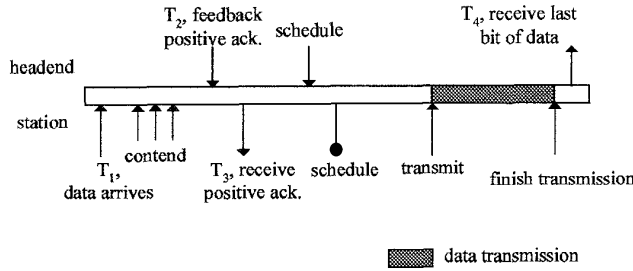 T2, feedback
positive ack.
schedule
T4, receive last
bit of data
headend
station
contend
T1,
data arrives
T3, receive
positive ack.
schedule
transmit
finish transmission
data transmission